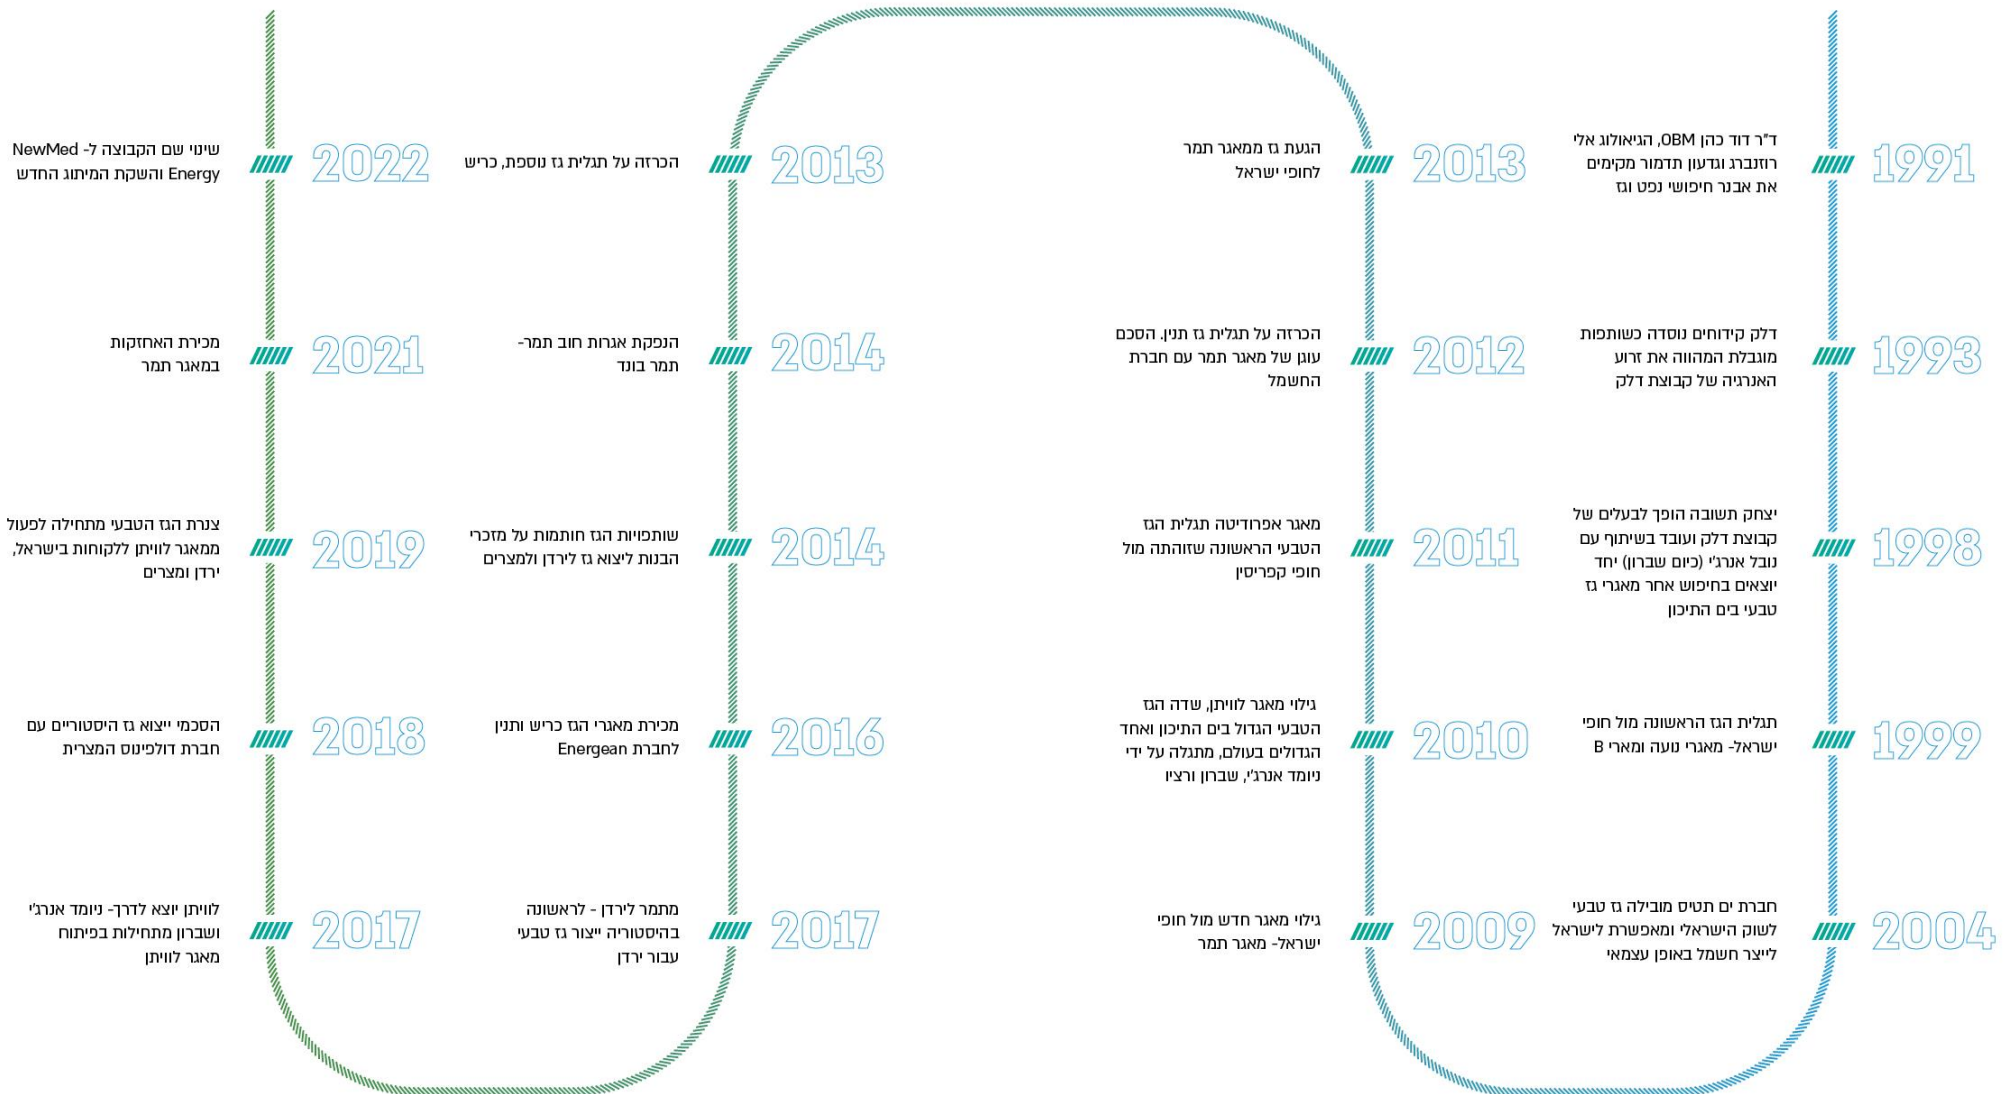 1991
ד"ר דוד כהן OBM, הגיאולוג אלי
רוזנברג וגדעון תדמור מקימים
את אבנר חיפושי נפט וגז
1993
דלק קידוחים נוסדה כשותפות
מוגבלת המהווה את זרוע
האנרגיה של קבוצת דלק
1998
יצחק תשובה הופך לבעלים של
קבוצת דלק ועובד בשיתוף עם
נובל אנרג'י (כיום שברון) יחד
יוצאים בחיפוש אחר מאגרי גז
טבעי בים התיכון
1999
תגלית הגז הראשונה מול חופי
ישראל- מאגרי נועה ומארי B
2004
חברת ים תטיס מובילה גז טבעי
לשוק הישראלי ומאפשרת לישראל
לייצר חשמל באופן עצמאי
2009
גילוי מאגר חדש מול חופי
ישראל- מאגר תמר
2010
גילוי מאגר לוויתן, שדה הגז
הטבעי הגדול בים התיכון ואחד
הגדולים בעולם, מתגלה על ידי
ניומד אנרג'י, שברון ורציו
2011
מאגר אפרודיטה תגלית הגז
הטבעי הראשונה שזוהתה מול
חופי קפריסין
2012
הכרזה על תגלית גז תנין. הסכם
עוגן של מאגר תמר עם חברת
החשמל
2013
הגעת גז ממאגר תמר
לחופי ישראל
2013
הכרזה על תגלית גז נוספת, כריש
2014
הנפקת אגרות חוב תמר-
תמר בונד
2014
שותפויות הגז חותמות על מזכרי
הבנות ליצוא גז לירדן ולמצרים
2016
מכירת מאגרי הגז כריש ותנין
לחברת Energean
2017
מתמר לירדן - לראשונה
בהיסטוריה ייצור גז טבעי
עבור ירדן
2017
לוויתן יוצא לדרך- ניומד אנרג'י
ושברון מתחילות בפיתוח
מאגר לוויתן
2018
הסכמי ייצוא גז היסטוריים עם
חברת דולפינוס המצרית
2019
צנרת הגז הטבעי מתחילה לפעול
ממאגר לוויתן ללקוחות בישראל,
ירדן ומצרים
2021
מכירת האחזקות
במאגר תמר
2022
שינוי שם הקבוצה ל- NewMed
Energy והשקת המיתוג החדש